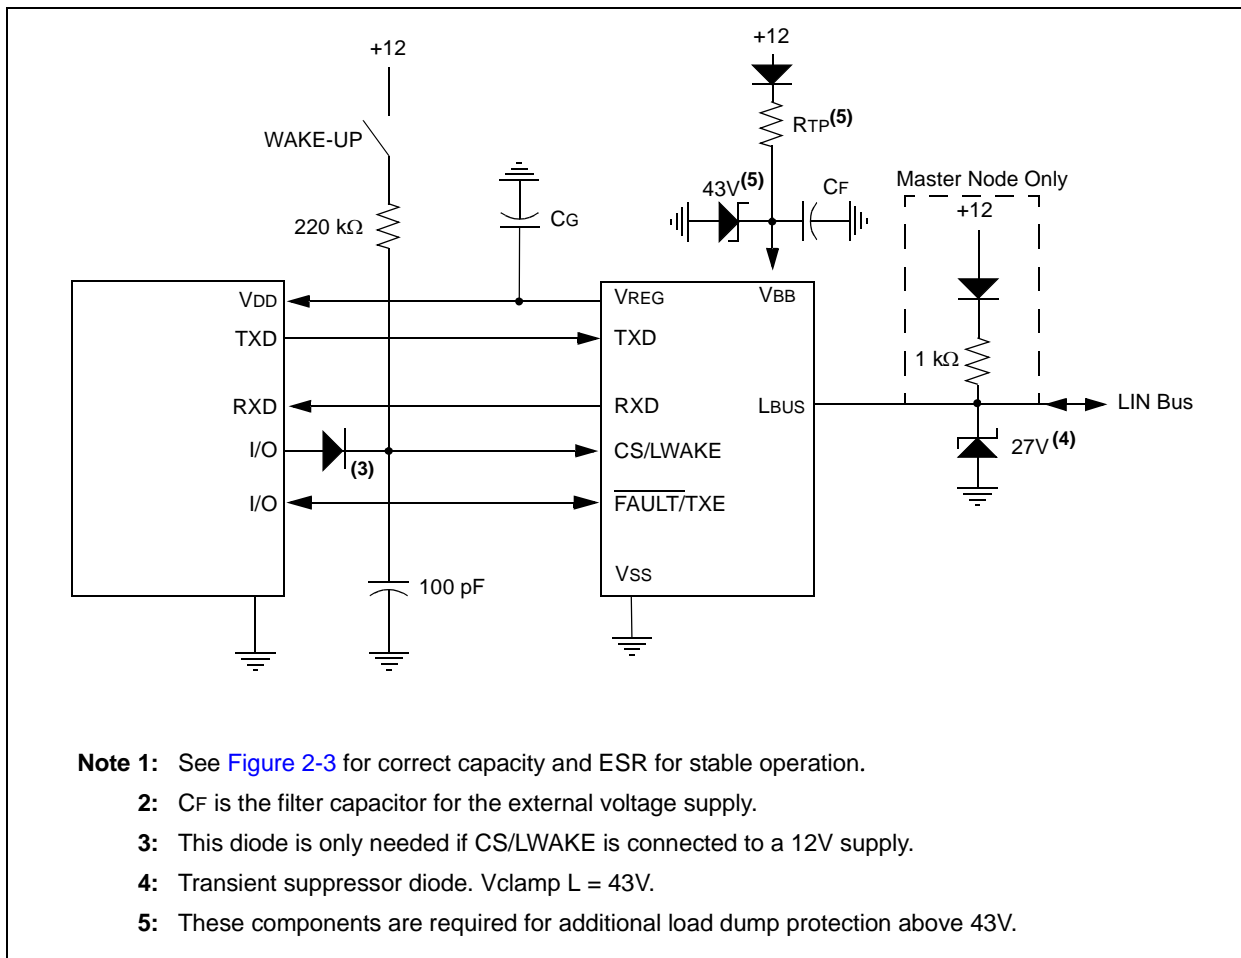 +12
+12
WAKE-UP
RTP(5)
43V(5)
CF
Master Node Only
+12
220 kΩ
CG
VDD
VREG
VBB
TXD
TXD
1 kΩ
RXD
RXD
LBUS
LIN Bus
I/O
(3)
CS/LWAKE
27V(4)
I/O
FAULT/TXE
VSS
100 pF
Note 1: See Figure 2-3 for correct capacity and ESR for stable operation.
2: CF is the filter capacitor for the external voltage supply.
3: This diode is only needed if CS/LWAKE is connected to a 12V supply.
4: Transient suppressor diode. Vclamp L = 43V.
5: These components are required for additional load dump protection above 43V.